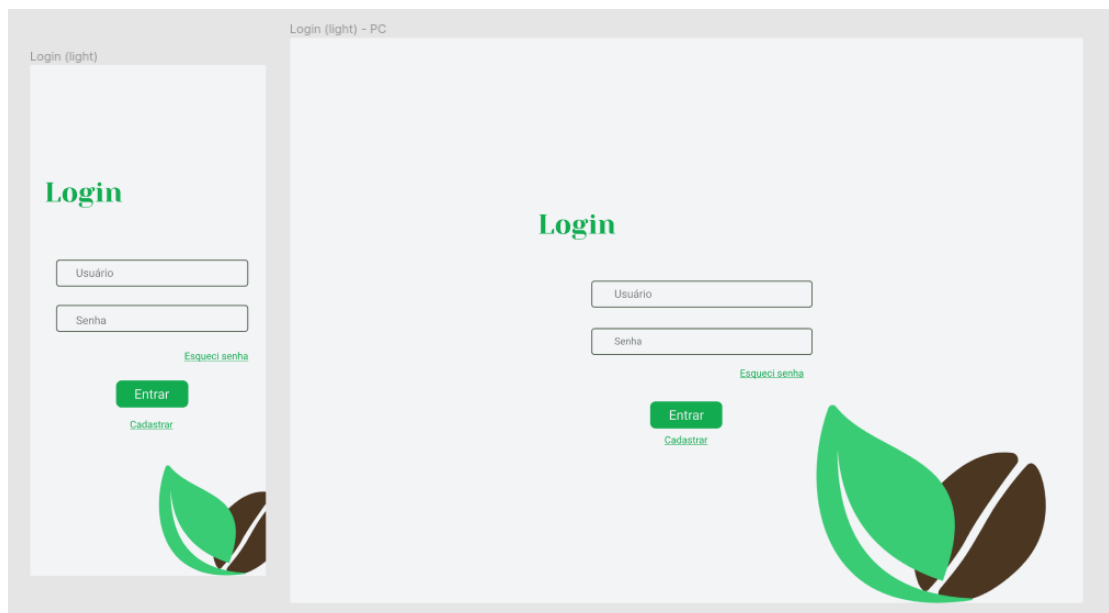 Login (light)
Login
Usuário
Senha
Esqueci senha
Entrar
Cadastrar
Login (light) - PC
Login
Usuário
Senha
Esqueci senha
Entrar
Cadastrar